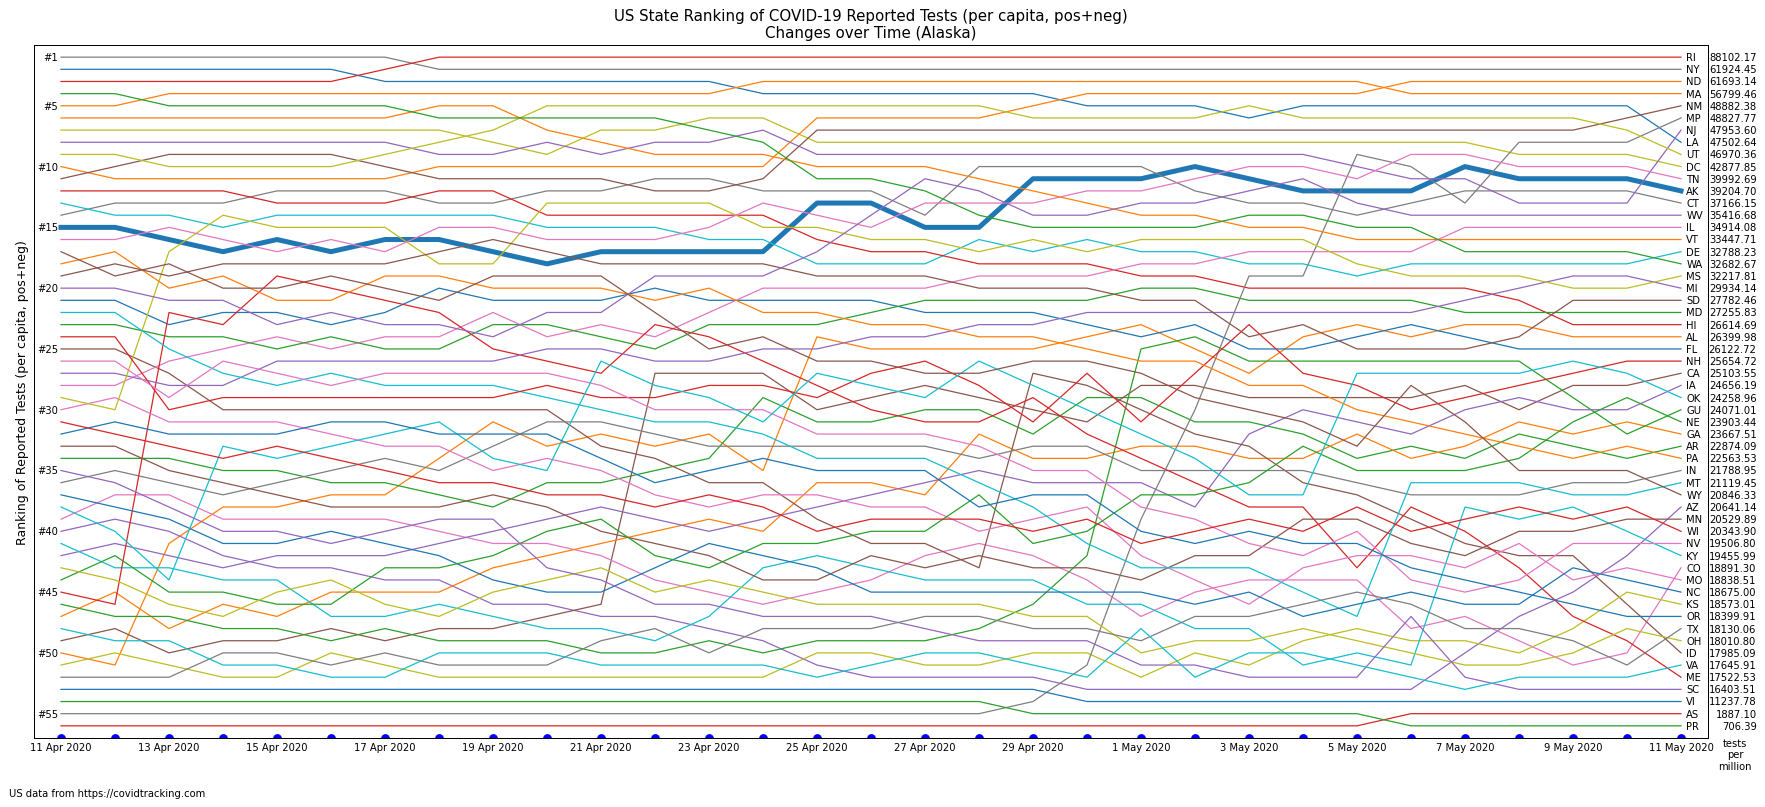 US State Ranking of COVID-19 Reported Tests (per capita, pos+neg)
Changes over Time (Alaska)
Ranking of Reported Tests (per capita, pos+neg)
#1
#5
#10
#15
#20
#25
#30
#35
#40
#45
#50
#55
RI 88102.17
NY 61924.45
ND 61693.14
MA 56799.46
NM 48882.38
MP 48827.77
NJ 47953.60
LA 47502.64
UT 46970.36
DC 42877.85
TN 39992.69
AK 39204.70
CT 37166.15
WV 35416.68
IL 34914.08
VT 33447.71
DE 32788.23
WA 32682.67
MS 32217.81
MI 29934.14
SD 27782.46
MD 27255.83
HI 26614.69
AL 26399.98
FL 26122.72
NH 25654.72
CA 25103.55
IA 24656.19
OK 24258.96
GU 24071.01
NE 23903.44
GA 23667.51
AR 22874.09
PA 22563.53
IN 21788.95
MT 21119.45
WY 20846.33
AZ 20641.14
MN 20529.89
WI 20343.90
NV 19506.80
KY 19455.99
CO 18891.30
MO 18838.51
NC 18675.00
KS 18573.01
OR 18399.91
TX 18130.06
OH 18010.80
ID 17985.09
VA 17645.91
ME 17522.53
SC 16403.51
VI 11237.78
AS 1887.10
PR 706.39
11 Apr 2020 13 Apr 2020 15 Apr 2020 17 Apr 2020 19 Apr 2020 21 Apr 2020 23 Apr 2020 25 Apr 2020 27 Apr 2020 29 Apr 2020 1 May 2020 3 May 2020 5 May 2020 7 May 2020 9 May 2020 11 May 2020
tests
per
million
US data from https://covidtracking.com